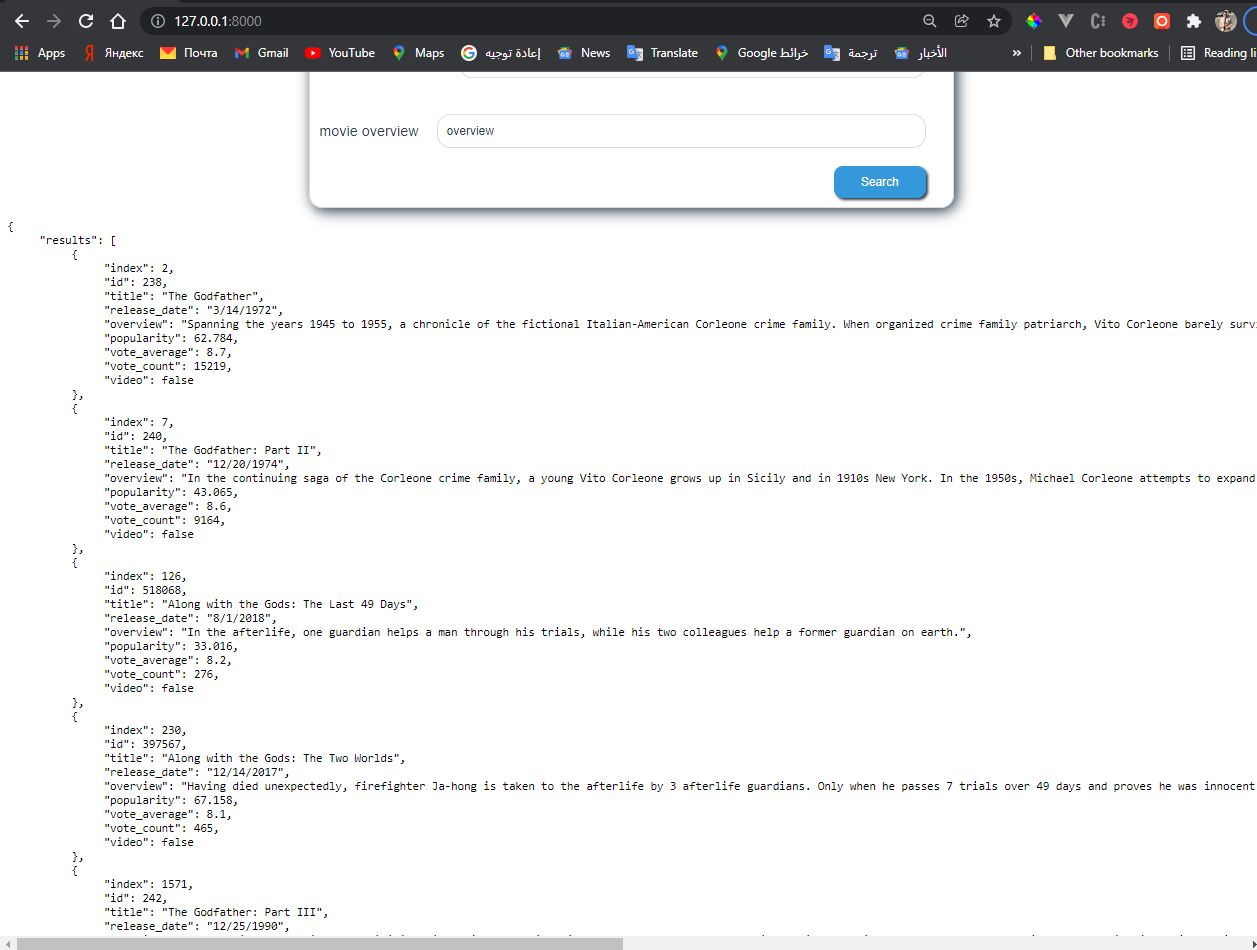 127.0.0.1:8000
Apps Яндекс Почта Gmail YouTube Maps إعادة توجيه News Translate خرائط Google ترجمة الأخبار » Other bookmarks Reading li
movie overview overview
Search
{
"results": [
{
"index": 2,
"id": 238,
"title": "The Godfather",
"release_date": "3/14/1972",
"overview": "Spanning the years 1945 to 1955, a chronicle of the fictional Italian-American Corleone crime family. When organized crime family patriarch, Vito Corleone barely survi
"popularity": 62.784,
"vote_average": 8.7,
"vote_count": 15219,
"video": false
},
{
"index": 7,
"id": 240,
"title": "The Godfather: Part II",
"release_date": "12/20/1974",
"overview": "In the continuing saga of the Corleone crime family, a young Vito Corleone grows up in Sicily and in 1910s New York. In the 1950s, Michael Corleone attempts to expand
"popularity": 43.065,
"vote_average": 8.6,
"vote_count": 9164,
"video": false
},
{
"index": 126,
"id": 518068,
"title": "Along with the Gods: The Last 49 Days",
"release_date": "8/1/2018",
"overview": "In the afterlife, one guardian helps a man through his trials, while his two colleagues help a former guardian on earth.",
"popularity": 33.016,
"vote_average": 8.2,
"vote_count": 276,
"video": false
},
{
"index": 230,
"id": 397567,
"title": "Along with the Gods: The Two Worlds",
"release_date": "12/14/2017",
"overview": "Having died unexpectedly, firefighter Ja-hong is taken to the afterlife by 3 afterlife guardians. Only when he passes 7 trials over 49 days and proves he was innocent
"popularity": 67.158,
"vote_average": 8.1,
"vote_count": 465,
"video": false
},
{
"index": 1571,
"id": 242,
"title": "The Godfather: Part III",
"release_date": "12/25/1990",